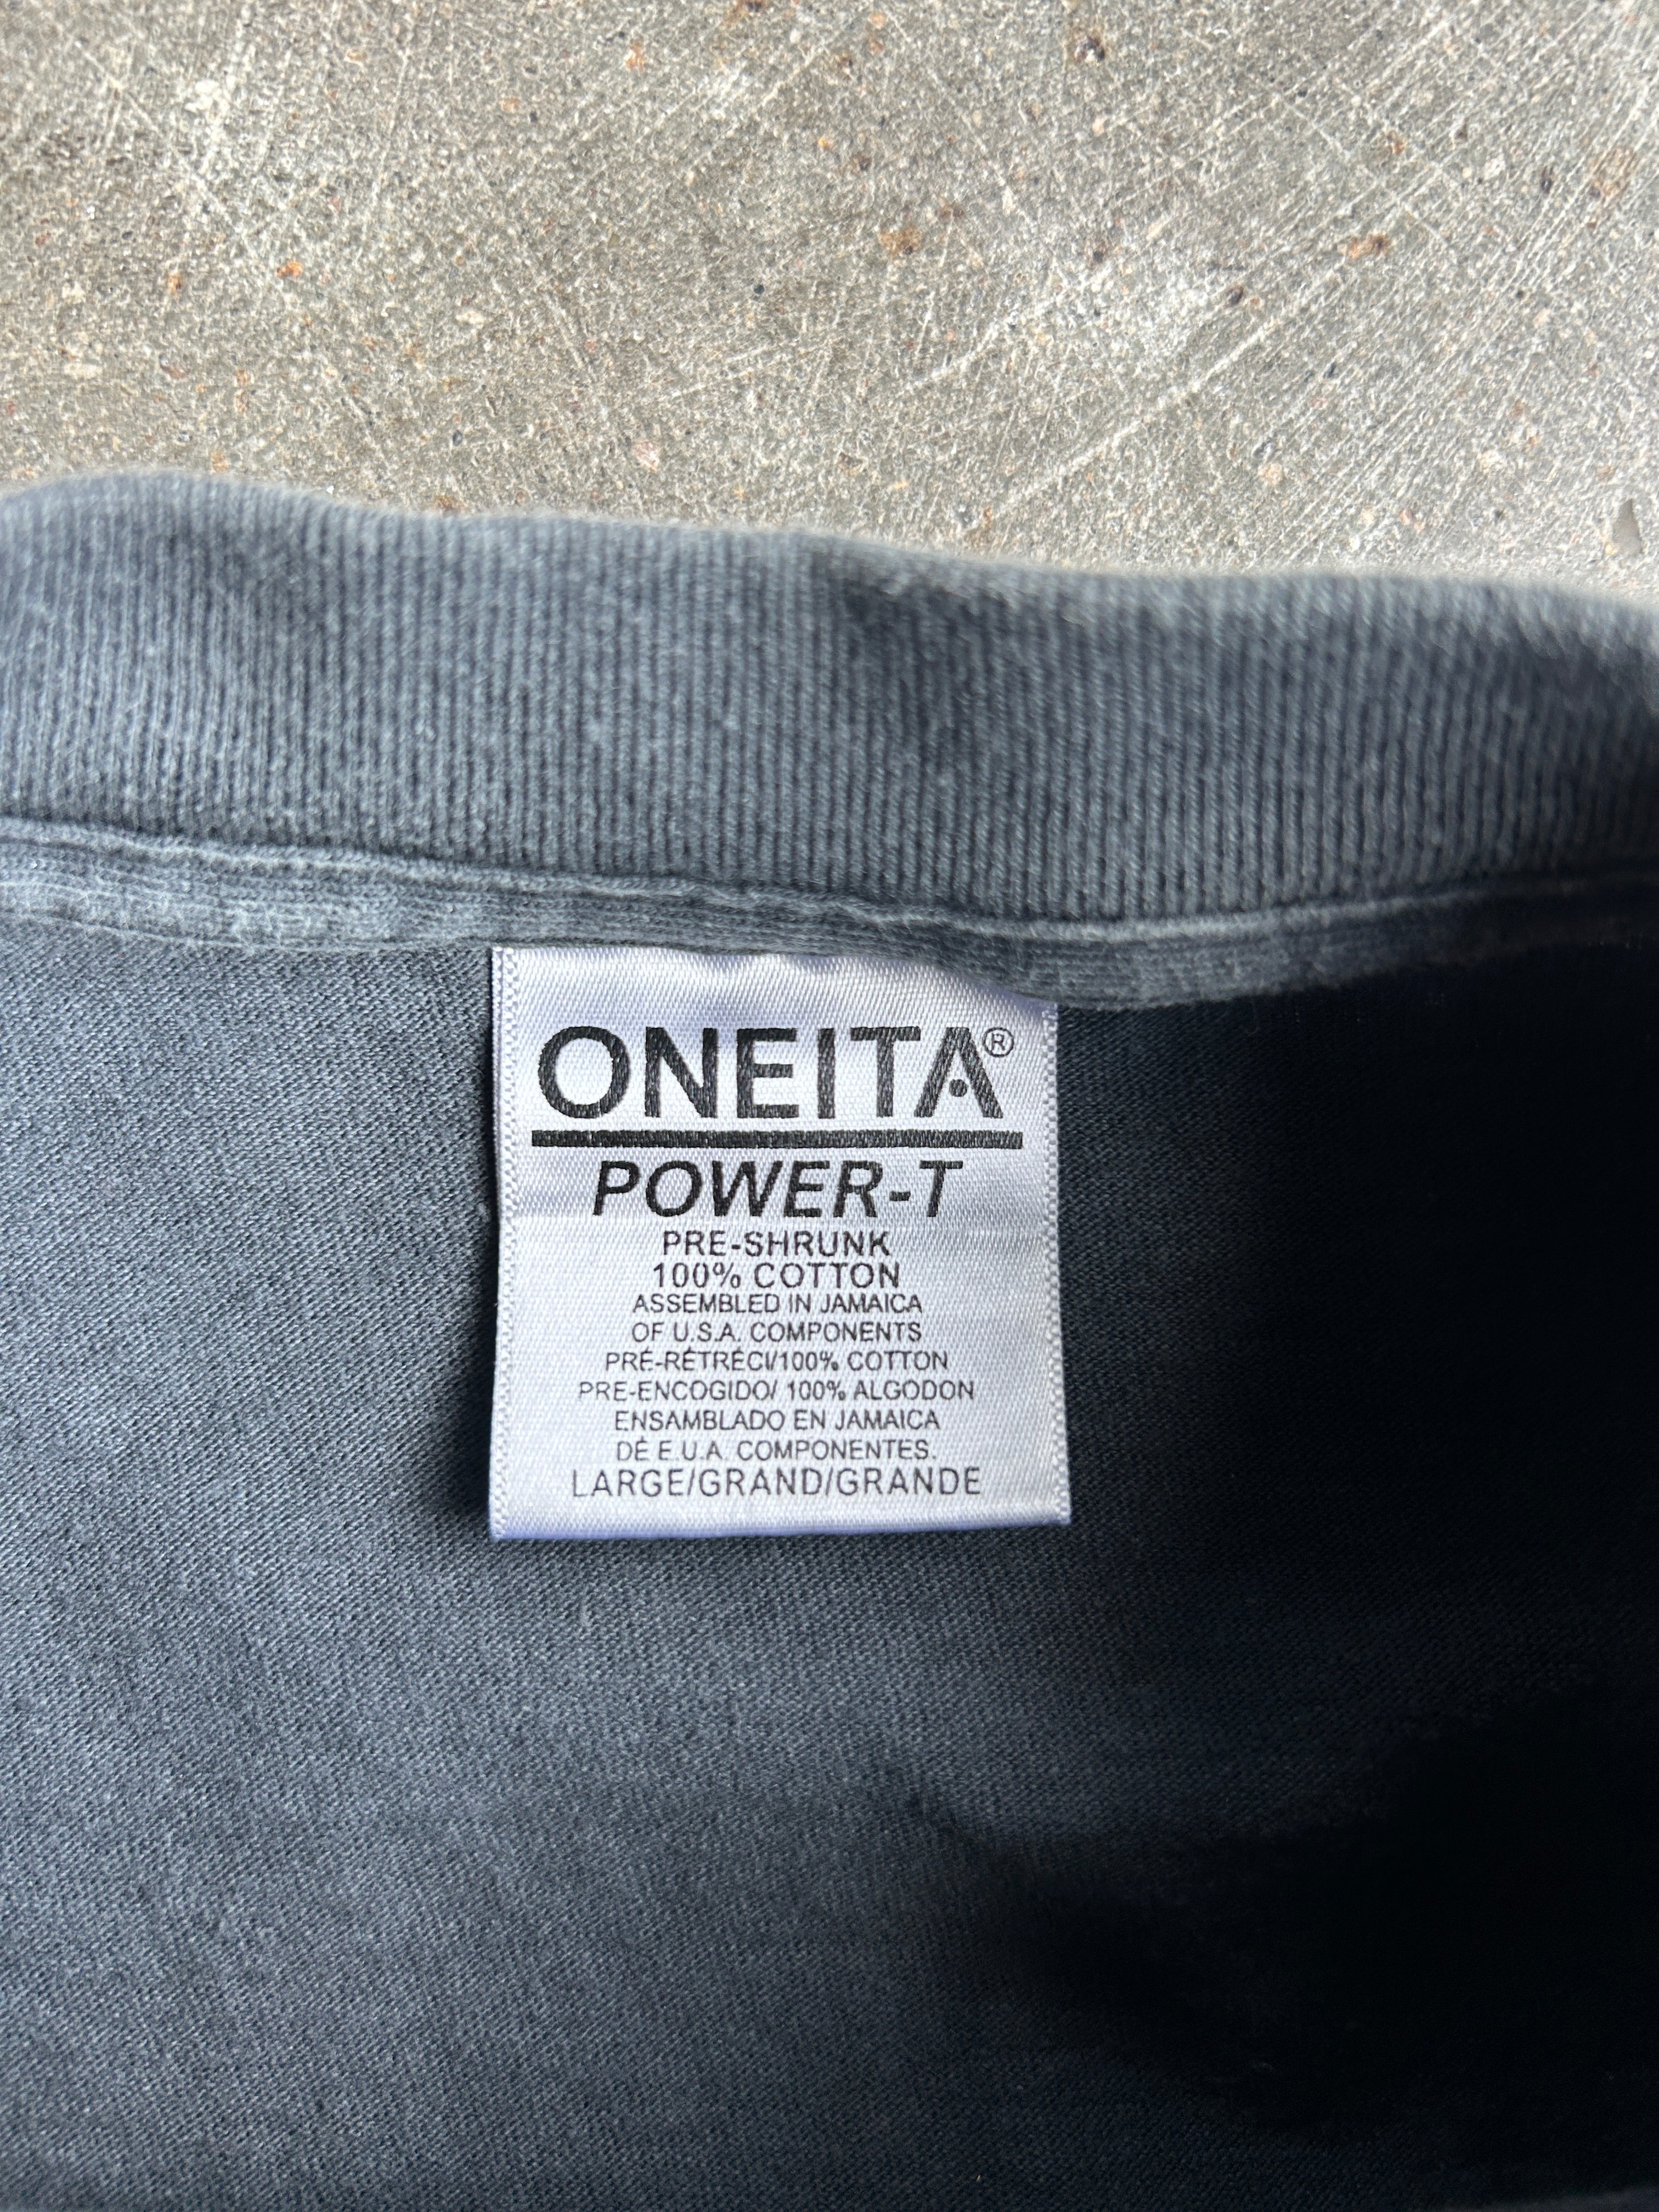 ONEITA®
POWER-T
PRE-SHRUNK
100% COTTON
ASSEMBLED IN JAMAICA
OF U.S.A. COMPONENTS
PRÉ-RÉTRÉCI/100% COTTON
PRE-ENCOGIDO/ 100% ALGODON
ENSAMBLADO EN JAMAICA
DÉ E.U.A. COMPONENTES.
LARGE/GRAND/GRANDE